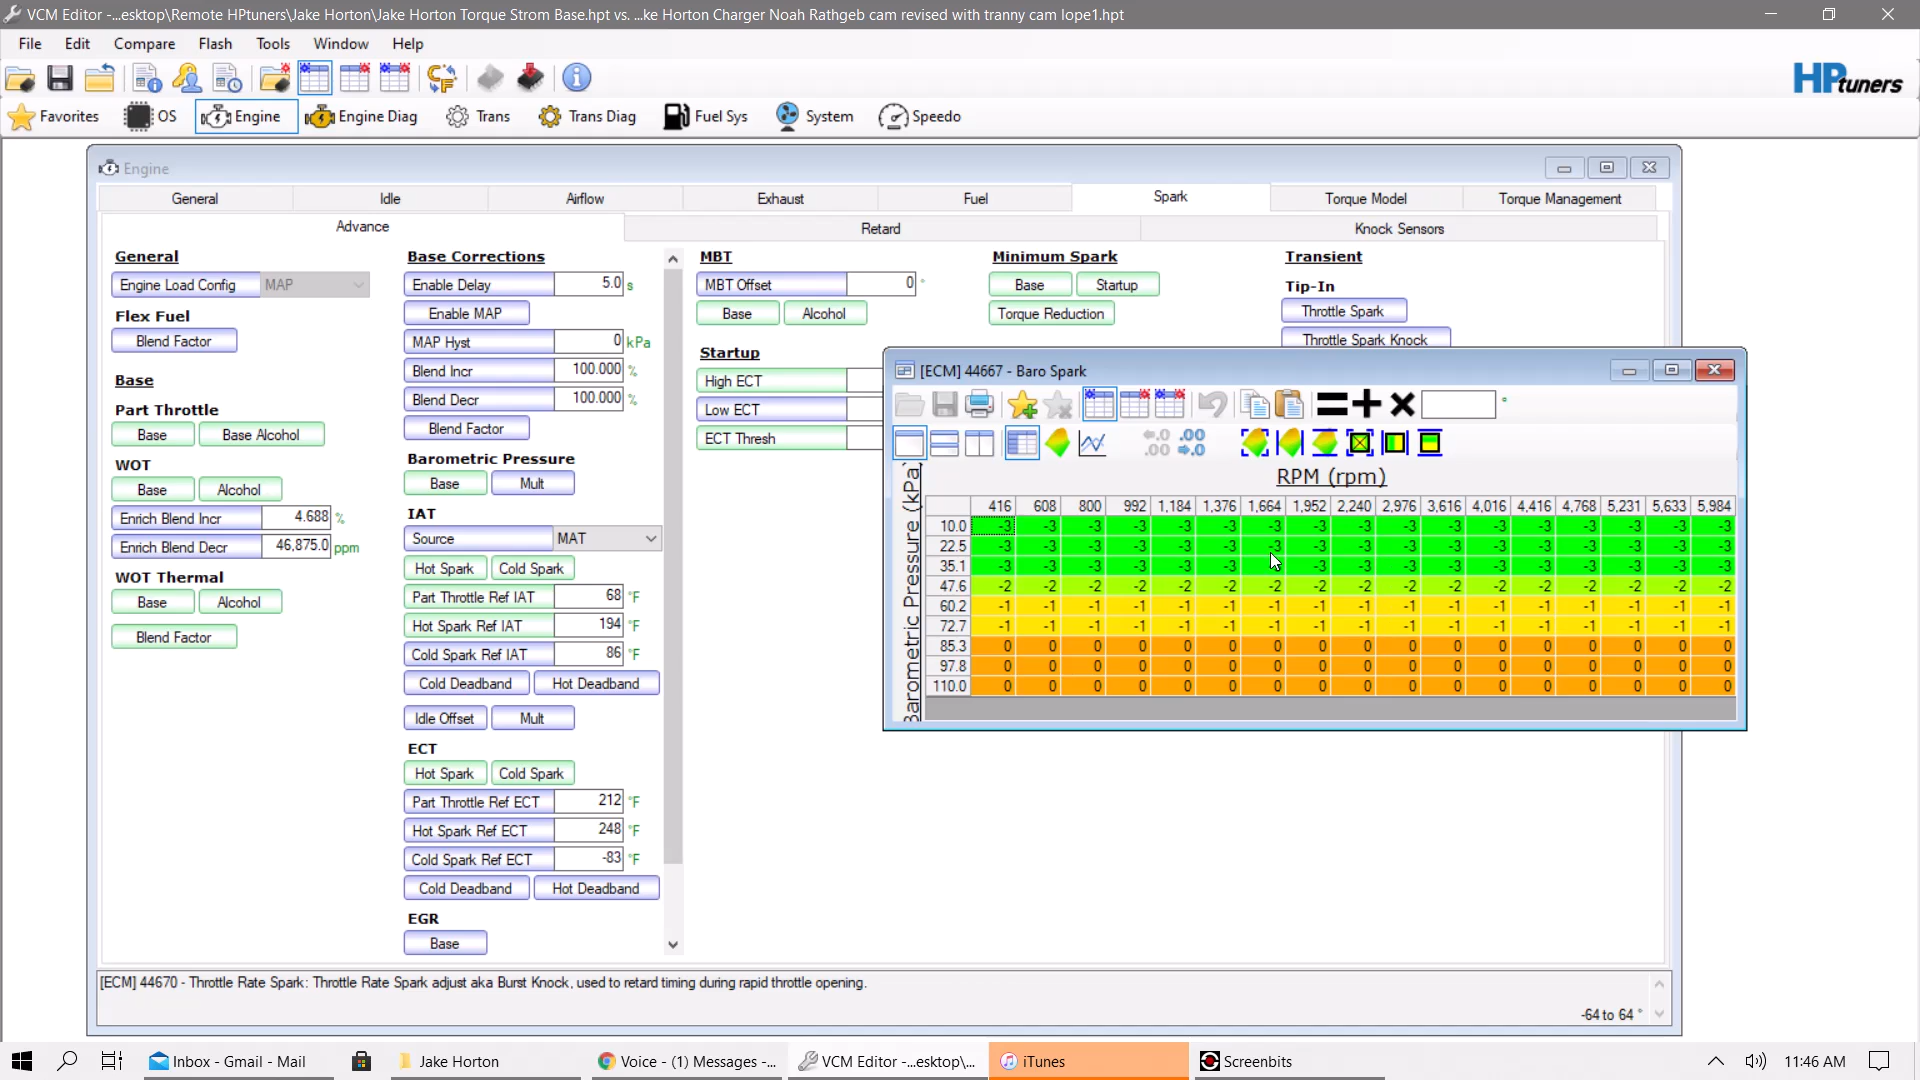 VCM Editor -...esktop\Remote HPtuners\Jake Horton\Jake Horton Torque Strom Base.hpt vs. ...ke Horton Charger Noah Rathgeb cam revised with tranny cam lope1.hpt
File Edit Compare Flash Tools Window Help
HPtuners
Favorites OS Engine Engine Diag Trans Trans Diag Fuel Sys System Speedo
Engine
General Idle Airflow Exhaust Fuel Spark Torque Model Torque Management
Advance Retard Knock Sensors
General
Engine Load Config MAP
Flex Fuel
Blend Factor
Base
Part Throttle
Base Base Alcohol
WOT
Base Alcohol
Enrich Blend Incr 4.688 %
Enrich Blend Decr 46,875.0 ppm
WOT Thermal
Base Alcohol
Blend Factor
Base Corrections
Enable Delay 5.0 s
Enable MAP
MAP Hyst 0 kPa
Blend Incr 100.000 %
Blend Decr 100.000 %
Blend Factor
Barometric Pressure
Base Mult
IAT
Source MAT
Hot Spark Cold Spark
Part Throttle Ref IAT 68 °F
Hot Spark Ref IAT 194 °F
Cold Spark Ref IAT 86 °F
Cold Deadband Hot Deadband
Idle Offset Mult
ECT
Hot Spark Cold Spark
Part Throttle Ref ECT 212 °F
Hot Spark Ref ECT 248 °F
Cold Spark Ref ECT -83 °F
Cold Deadband Hot Deadband
EGR
Base
MBT
MBT Offset 0 °
Base Alcohol
Startup
High ECT
Low ECT
ECT Thresh
Minimum Spark
Base Startup
Torque Reduction
Transient
Tip-In
Throttle Spark
Throttle Spark Knock
[ECM] 44667 - Baro Spark
°
RPM (rpm)
Barometric Pressure (kPa)
416 608 800 992 1,184 1,376 1,664 1,952 2,240 2,976 3,616 4,016 4,416 4,768 5,231 5,633 5,984
10.0 -3 -3 -3 -3 -3 -3 -3 -3 -3 -3 -3 -3 -3 -3 -3 -3 -3
22.5 -3 -3 -3 -3 -3 -3 -3 -3 -3 -3 -3 -3 -3 -3 -3 -3 -3
35.1 -3 -3 -3 -3 -3 -3 -3 -3 -3 -3 -3 -3 -3 -3 -3 -3 -3
47.6 -2 -2 -2 -2 -2 -2 -2 -2 -2 -2 -2 -2 -2 -2 -2 -2 -2
60.2 -1 -1 -1 -1 -1 -1 -1 -1 -1 -1 -1 -1 -1 -1 -1 -1 -1
72.7 -1 -1 -1 -1 -1 -1 -1 -1 -1 -1 -1 -1 -1 -1 -1 -1 -1
85.3 0 0 0 0 0 0 0 0 0 0 0 0 0 0 0 0 0
97.8 0 0 0 0 0 0 0 0 0 0 0 0 0 0 0 0 0
110.0 0 0 0 0 0 0 0 0 0 0 0 0 0 0 0 0 0
[ECM] 44670 - Throttle Rate Spark: Throttle Rate Spark adjust aka Burst Knock, used to retard timing during rapid throttle opening.
-64 to 64 °
Inbox - Gmail - Mail Jake Horton Voice - (1) Messages -... VCM Editor -...esktop\... iTunes Screenbits 11:46 AM